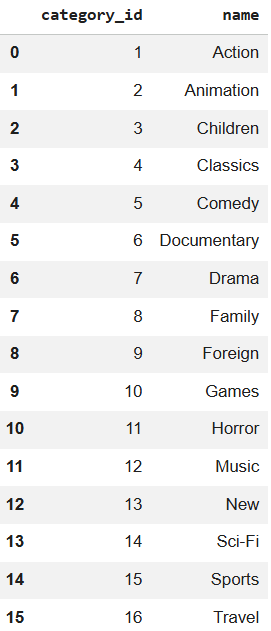 category_id name
0 1 Action
1 2 Animation
2 3 Children
3 4 Classics
4 5 Comedy
5 6 Documentary
6 7 Drama
7 8 Family
8 9 Foreign
9 10 Games
10 11 Horror
11 12 Music
12 13 New
13 14 Sci-Fi
14 15 Sports
15 16 Travel